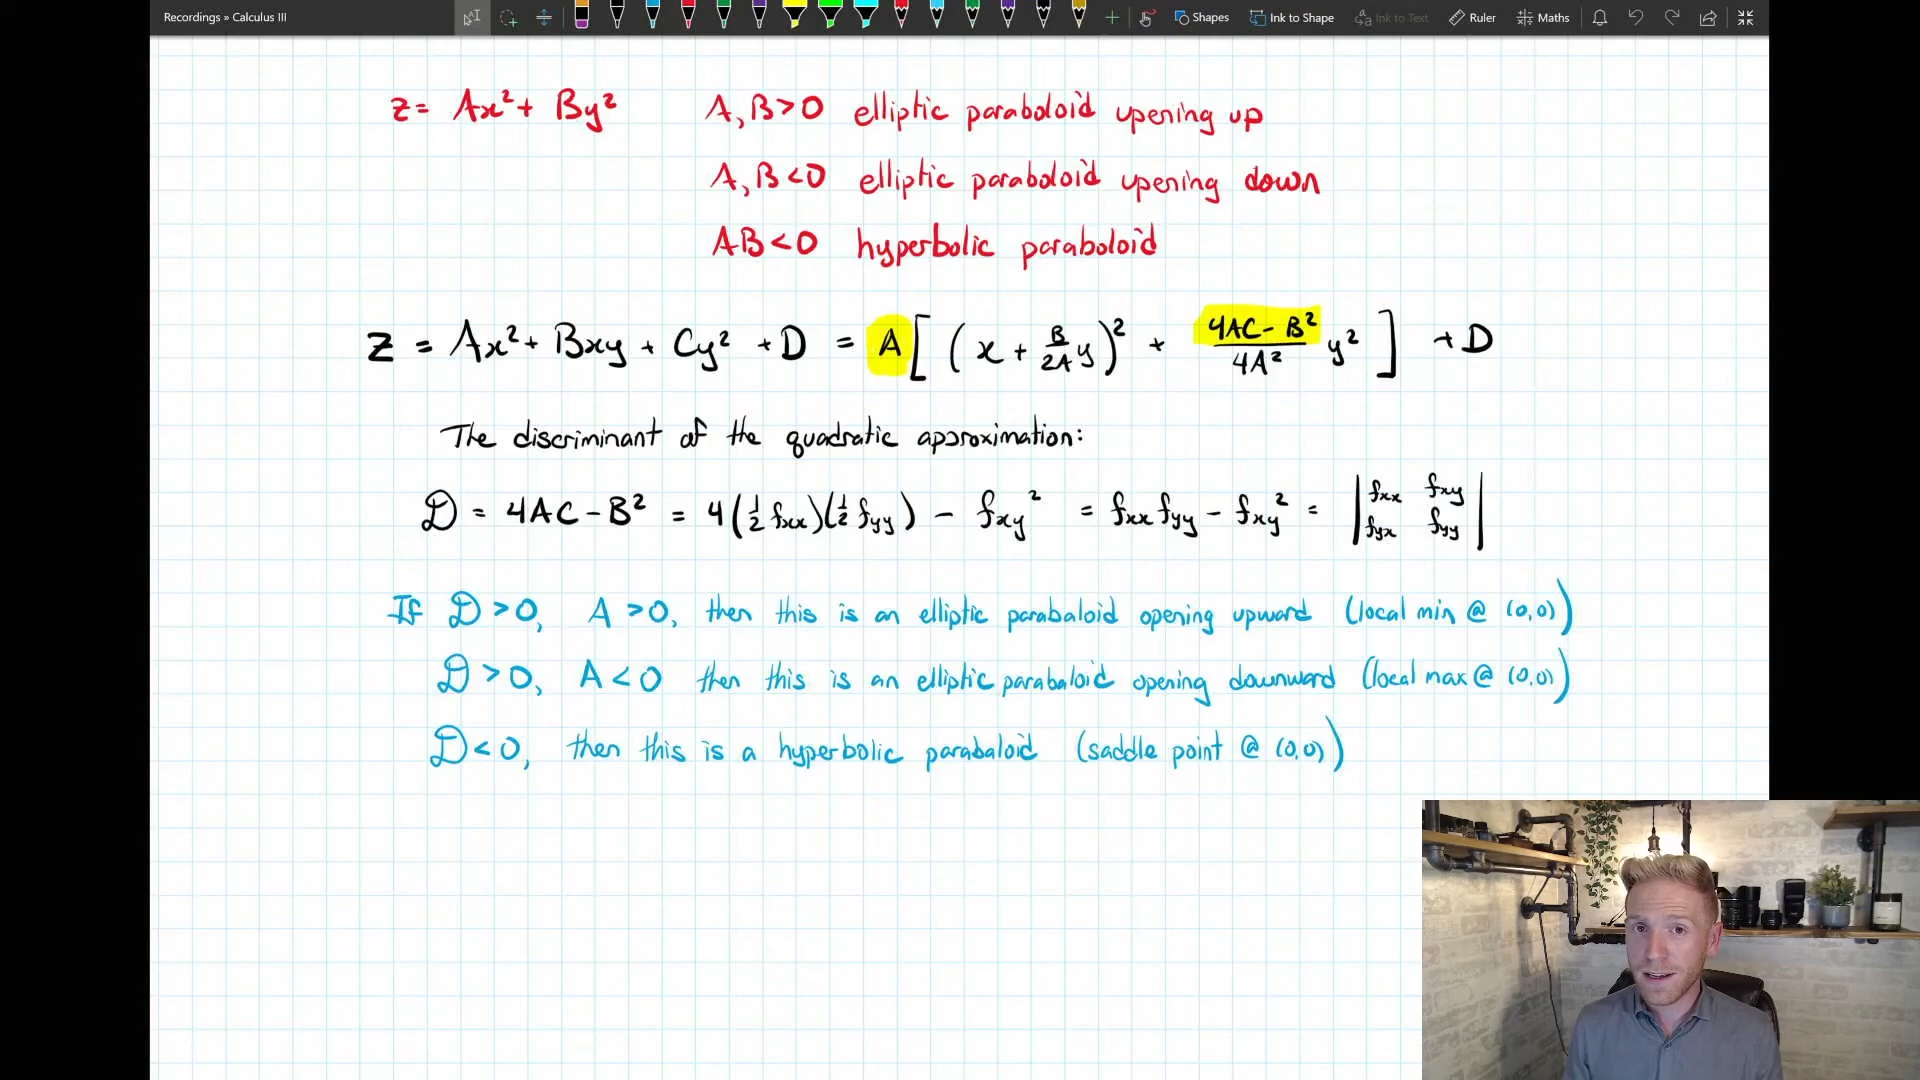 Recordings » Calculus III
Shapes Ink to Shape Ink to Text Ruler Maths
z = Ax² + By² A, B > 0 elliptic paraboloid opening up
A, B < 0 elliptic paraboloid opening down
AB < 0 hyperbolic paraboloid
z = Ax² + Bxy + Cy² + D = A[(x + B/2A y)² + 4AC - B²/4A² y²] + D
The discriminant of the quadratic approximation:
D = 4AC - B² = 4(½ fxx)(½ fyy) - fxy² = fxx fyy - fxy² = | fxx fxy fyx fyy |
If D > 0, A > 0, then this is an elliptic parabaloid opening upward (local min @ (0,0))
D > 0, A < 0 then this is an elliptic parabaloid opening downward (local max @ (0,0))
D < 0, then this is a hyperbolic parabaloid (saddle point @ (0,0))